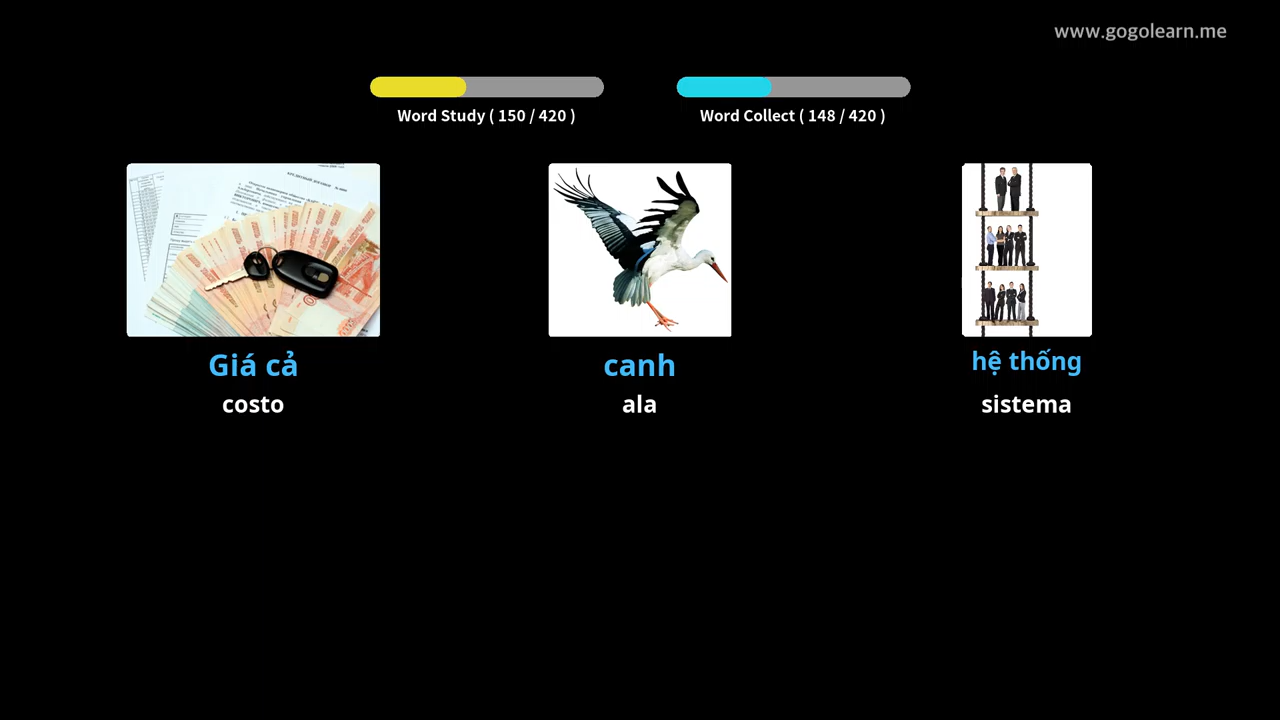 www.gogolearn.me
Word Study ( 150 / 420 )
Word Collect ( 148 / 420 )
Giá cả
canh
hệ thống
costo
ala
sistema